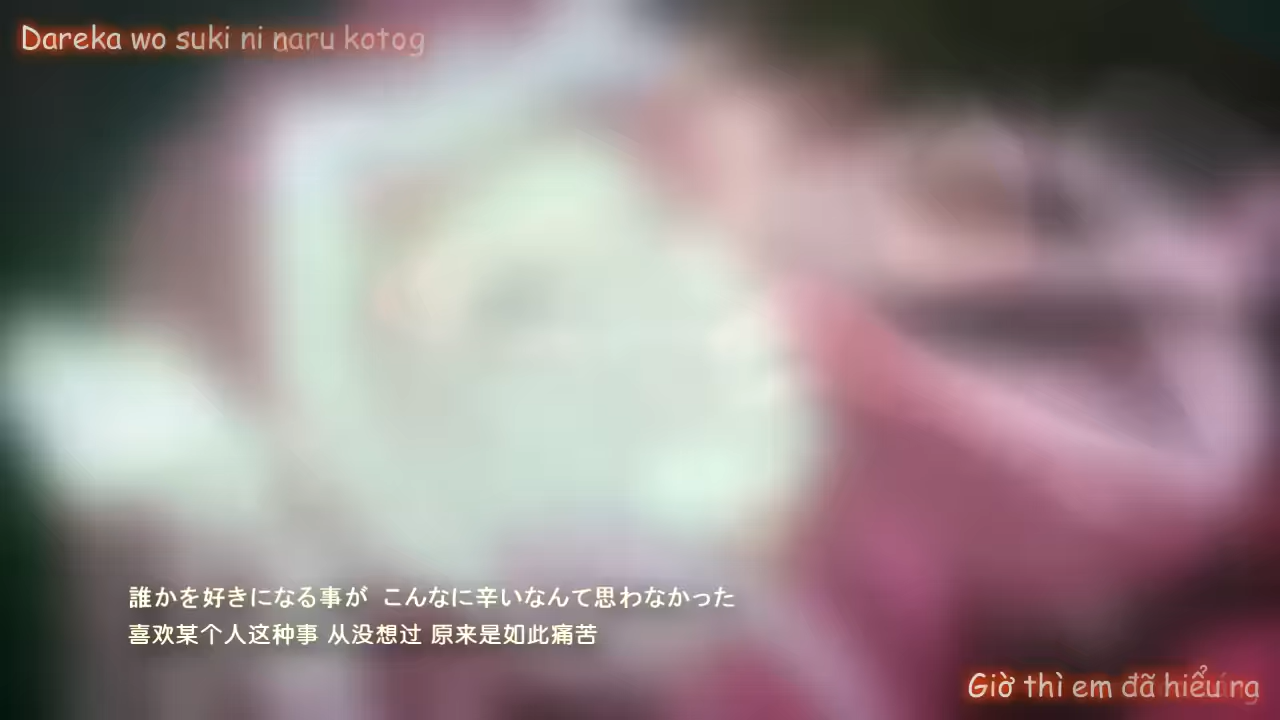 Dareka wo suki ni naru kotog
誰かを好きになる事が こんなに辛いなんて思わなかった
喜欢某个人这种事 从没想过 原来是如此痛苦
Giờ thì em đã hiểu